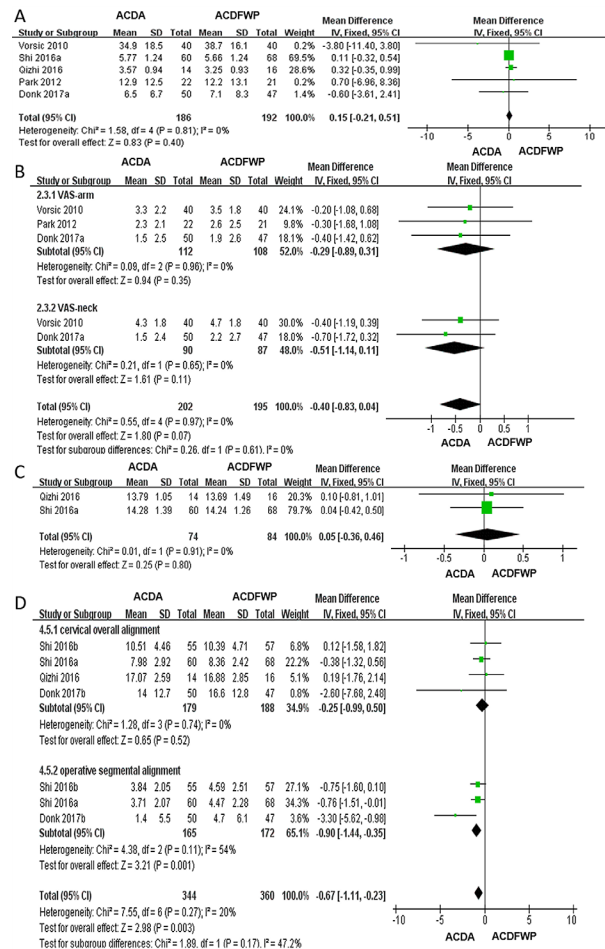 A
ACDA ACDFWP Mean Difference Mean Difference
Study or Subgroup Mean SD Total Mean SD Total Weight IV, Fixed, 95% CI IV, Fixed, 95% CI
Vorsic 2010 34.9 18.5 40 38.7 16.1 40 0.2% -3.80 [-11.40, 3.80]
Shi 2016a 5.77 1.24 60 5.66 1.24 68 69.5% 0.11 [-0.32, 0.54]
Qizhi 2016 3.57 0.94 14 3.25 0.93 16 28.6% 0.32 [-0.35, 0.99]
Park 2012 12.9 12.5 22 12.2 13.1 21 0.2% 0.70 [-6.96, 8.36]
Donk 2017a 6.5 6.7 50 7.1 8.3 47 1.4% -0.60 [-3.61, 2.41]
Total (95% CI) 186 192 100.0% 0.15 [-0.21, 0.51]
Heterogeneity: Chi² = 1.58, df = 4 (P = 0.81); I² = 0%
Test for overall effect: Z = 0.83 (P = 0.40)
-10 -5 0 5 10
ACDA ACDFWP
B
ACDA ACDFWP Mean Difference Mean Difference
Study or Subgroup Mean SD Total Mean SD Total Weight IV, Fixed, 95% CI IV, Fixed, 95% CI
2.3.1 VAS-arm
Vorsic 2010 3.3 2.2 40 3.5 1.8 40 24.1% -0.20 [-1.08, 0.68]
Park 2012 2.3 2.1 22 2.6 2.5 21 9.8% -0.30 [-1.68, 1.08]
Donk 2017a 1.5 2.5 50 1.9 2.6 47 18.1% -0.40 [-1.42, 0.62]
Subtotal (95% CI) 112 108 52.0% -0.29 [-0.89, 0.31]
Heterogeneity: Chi² = 0.09, df = 2 (P = 0.96); I² = 0%
Test for overall effect: Z = 0.94 (P = 0.35)
2.3.2 VAS-neck
Vorsic 2010 4.3 1.8 40 4.7 1.8 40 30.0% -0.40 [-1.19, 0.39]
Donk 2017a 1.5 2.4 50 2.2 2.7 47 18.0% -0.70 [-1.72, 0.32]
Subtotal (95% CI) 90 87 48.0% -0.51 [-1.14, 0.11]
Heterogeneity: Chi² = 0.21, df = 1 (P = 0.65); I² = 0%
Test for overall effect: Z = 1.61 (P = 0.11)
Total (95% CI) 202 195 100.0% -0.40 [-0.83, 0.04]
Heterogeneity: Chi² = 0.55, df = 4 (P = 0.97); I² = 0%
Test for overall effect: Z = 1.80 (P = 0.07)
Test for subgroup differences: Chi² = 0.26, df = 1 (P = 0.61), I² = 0%
-1 -0.5 0 0.5 1
ACDA ACDFWP
C
ACDA ACDFWP Mean Difference Mean Difference
Study or Subgroup Mean SD Total Mean SD Total Weight IV, Fixed, 95% CI IV, Fixed, 95% CI
Qizhi 2016 13.79 1.05 14 13.69 1.49 16 20.3% 0.10 [-0.81, 1.01]
Shi 2016a 14.28 1.39 60 14.24 1.26 68 79.7% 0.04 [-0.42, 0.50]
Total (95% CI) 74 84 100.0% 0.05 [-0.36, 0.46]
Heterogeneity: Chi² = 0.01, df = 1 (P = 0.91); I² = 0%
Test for overall effect: Z = 0.25 (P = 0.80)
-1 -0.5 0 0.5 1
ACDA ACDFWP
D
ACDA ACDFWP Mean Difference Mean Difference
Study or Subgroup Mean SD Total Mean SD Total Weight IV, Fixed, 95% CI IV, Fixed, 95% CI
4.5.1 cervical overall alignment
Shi 2016b 10.51 4.46 55 10.39 4.71 57 6.8% 0.12 [-1.58, 1.82]
Shi 2016a 7.98 2.92 60 8.36 2.42 68 22.2% -0.38 [-1.32, 0.56]
Qizhi 2016 17.07 2.59 14 16.88 2.85 16 5.0% 0.19 [-1.76, 2.14]
Donk 2017b 14 12.7 50 16.6 12.8 47 0.8% -2.60 [-7.68, 2.48]
Subtotal (95% CI) 179 188 34.9% -0.25 [-0.99, 0.50]
Heterogeneity: Chi² = 1.28, df = 3 (P = 0.74); I² = 0%
Test for overall effect: Z = 0.65 (P = 0.52)
4.5.2 operative segmental alignment
Shi 2016b 3.84 2.05 55 4.59 2.51 57 27.1% -0.75 [-1.60, 0.10]
Shi 2016a 3.71 2.07 60 4.47 2.28 68 34.3% -0.76 [-1.51, -0.01]
Donk 2017b 1.4 5.5 50 4.7 6.1 47 3.6% -3.30 [-5.62, -0.98]
Subtotal (95% CI) 165 172 65.1% -0.90 [-1.44, -0.35]
Heterogeneity: Chi² = 4.38, df = 2 (P = 0.11); I² = 54%
Test for overall effect: Z = 3.21 (P = 0.001)
Total (95% CI) 344 360 100.0% -0.67 [-1.11, -0.23]
Heterogeneity: Chi² = 7.55, df = 6 (P = 0.27); I² = 20%
Test for overall effect: Z = 2.98 (P = 0.003)
Test for subgroup differences: Chi² = 1.89, df = 1 (P = 0.17), I² = 47.2%
-10 -5 0 5 10
ACDA ACDFWP